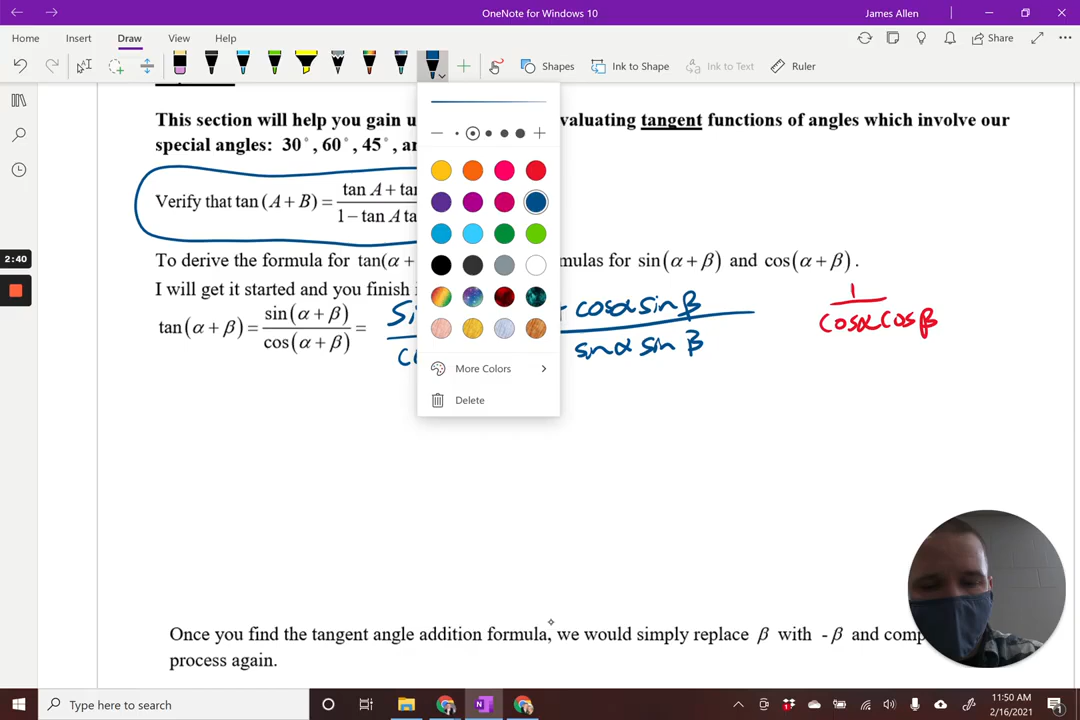 OneNote for Windows 10
James Allen
Home Insert Draw View Help
Share
Shapes Ink to Shape Ink to Text Ruler
This section will help you gain u valuating tangent functions of angles which involve our
special angles: 30°, 60°, 45°, a
Verify that tan(A + B) = tan A + tan
1 − tan A ta
To derive the formula for tan(α + mulas for sin(α + β) and cos(α + β).
I will get it started and you finish i
tan(α + β) = sin(α + β) / cos(α + β) =
cosα sin β
sinα sin β
1
cosα cos β
More Colors
Delete
2:40
Once you find the tangent angle addition formula, we would simply replace β with -β and comp
process again.
Type here to search
11:50 AM
2/16/2021